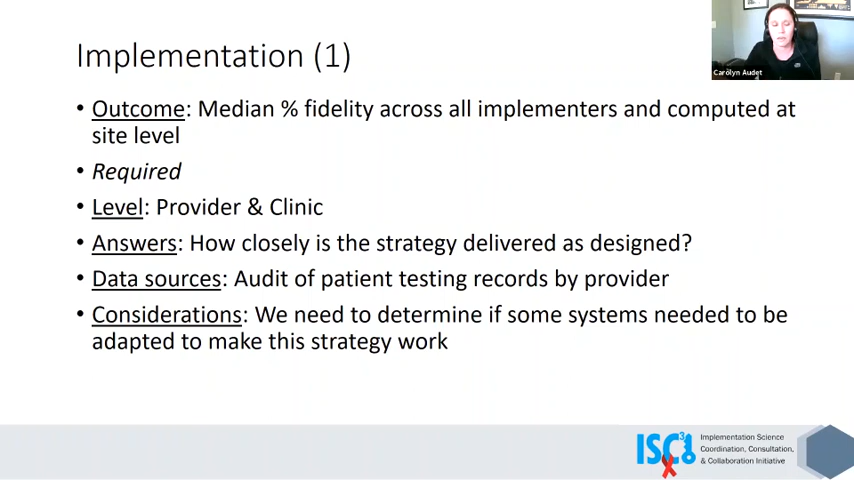 Implementation (1)
Carolyn Audet
• Outcome: Median % fidelity across all implementers and computed at
site level
• Required
• Level: Provider & Clinic
• Answers: How closely is the strategy delivered as designed?
• Data sources: Audit of patient testing records by provider
• Considerations: We need to determine if some systems needed to be
adapted to make this strategy work
ISC3I
Implementation Science
Coordination, Consultation,
& Collaboration Initiative